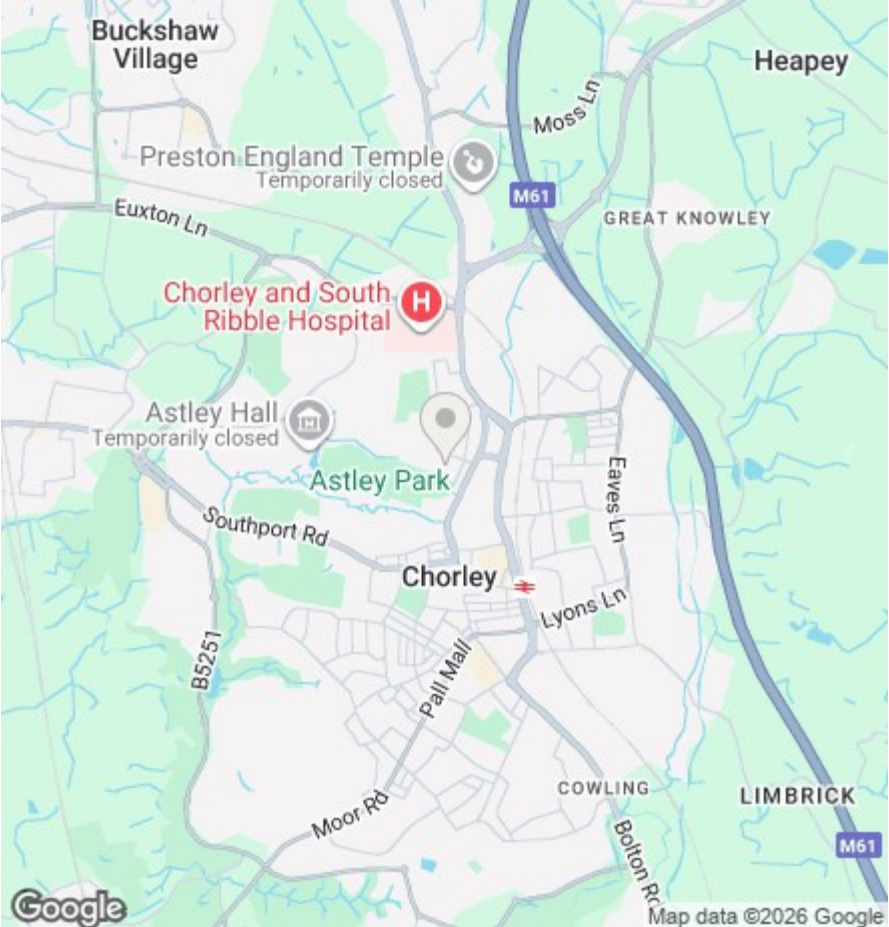 Buckshaw
Village
Heapey
Moss Ln
Preston England Temple
Temporarily closed
M61
Euxton Ln
GREAT KNOWLEY
Chorley and South
Ribble Hospital
H
Astley Hall
Temporarily closed
Astley Park
Eaves Ln
Southport Rd
Chorley
Lyons Ln
B5251
Pall Mall
COWLING
LIMBRICK
Moor Rd
Bolton Rd
M61
Google
Map data ©2026 Google